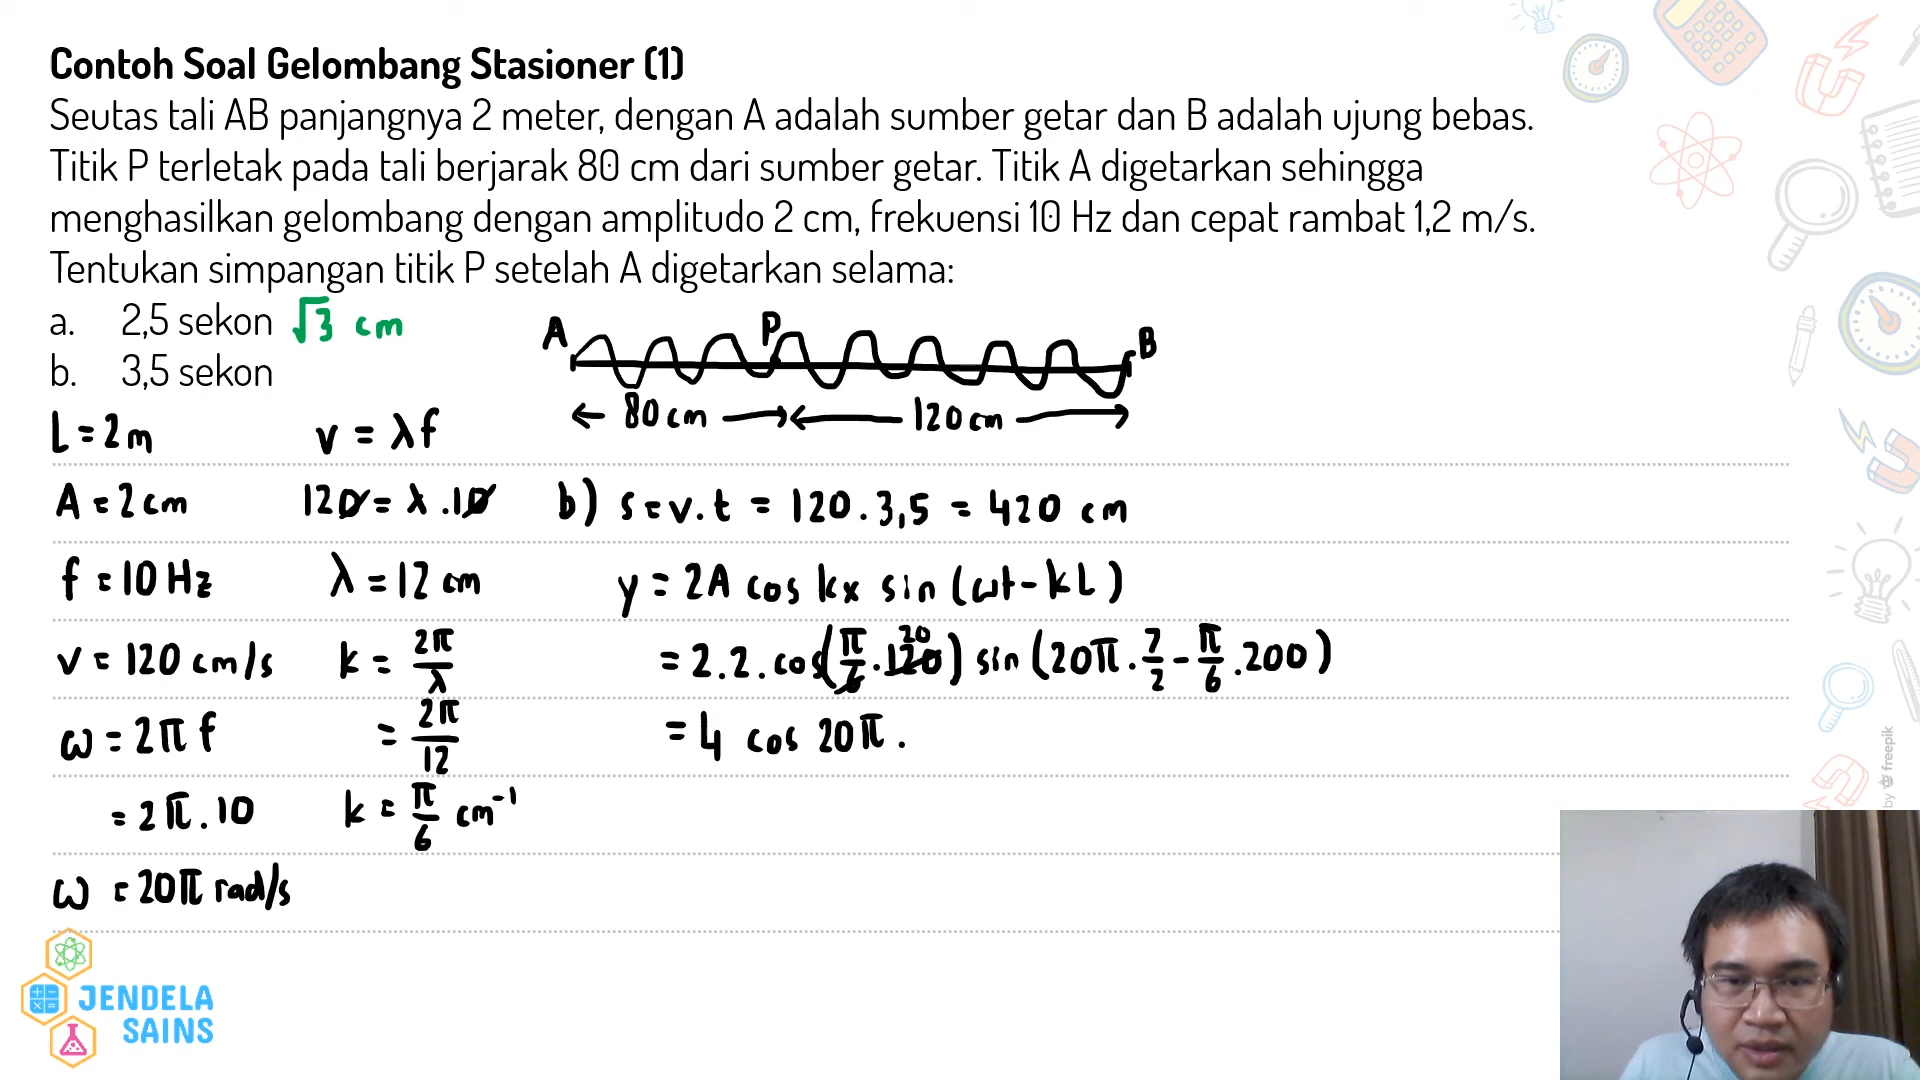 Contoh Soal Gelombang Stasioner (1)
Seutas tali AB panjangnya 2 meter, dengan A adalah sumber getar dan B adalah ujung bebas.
Titik P terletak pada tali berjarak 80 cm dari sumber getar. Titik A digetarkan sehingga
menghasilkan gelombang dengan amplitudo 2 cm, frekuensi 10 Hz dan cepat rambat 1,2 m/s.
Tentukan simpangan titik P setelah A digetarkan selama:
a. 2,5 sekon √3 cm
b. 3,5 sekon
A P B
← 80 cm → ← 120 cm →
L = 2 m
A = 2 cm
f = 10 Hz
v = 120 cm/s
ω = 2π f
= 2π . 10
ω = 20π rad/s
v = λf
120 = λ . 10
λ = 12 cm
k = 2π/λ
= 2π/12
k = π/6 cm⁻¹
b) s = v. t = 120 . 3,5 = 420 cm
y = 2A cos kx sin (ωt - kL)
20
= 2.2. cos(π/6 . 120) sin (20π . 7/2 - π/6 . 200)
= 4 cos 20π .
JENDELA
SAINS
by freepik